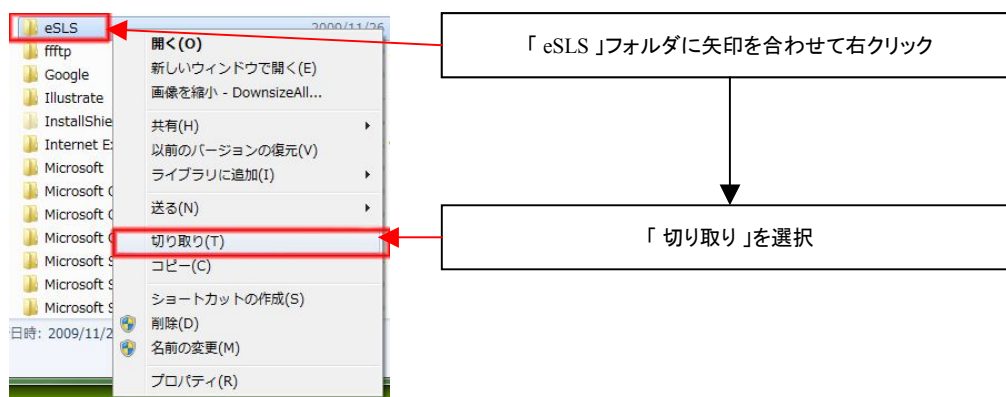 eSLS 2009/11/26
ffftp
Google
Illustrate
InstallShie
Internet E
Microsoft
Microsoft
Microsoft
Microsoft
Microsoft S
Microsoft S
Microsoft S
日時: 2009/11/2
開く(O)
新しいウィンドウで開く(E)
画像を縮小 - DownsizeAll...
共有(H)
以前のバージョンの復元(V)
ライブラリに追加(I)
送る(N)
切り取り(T)
コピー(C)
ショートカットの作成(S)
削除(D)
名前の変更(M)
プロパティ(R)
「 eSLS 」フォルダに矢印を合わせて右クリック
「 切り取り 」を選択